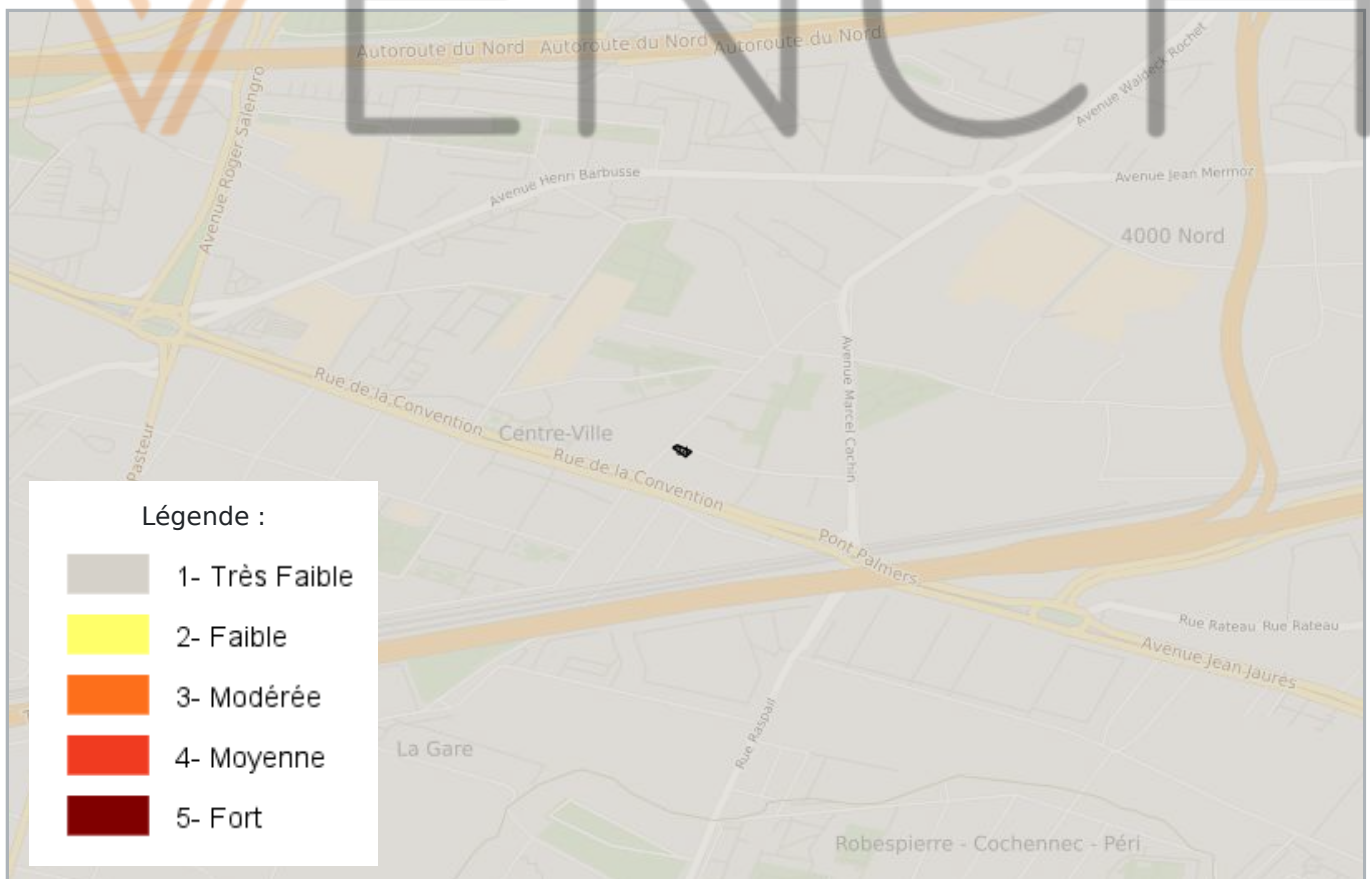 ENCH
Autoroute du Nord Autoroute du Nord Autoroute du Nord
Avenue Waldeck Rochet
Avenue Roger Salengro
Avenue Henri Barbusse
Avenue Jean Mermoz
4000 Nord
Avenue Marcel Cachin
Rue de la Convention
Centre-Ville
Rue de la Convention
Pasteur
Pont Palmers
Rue Rateau Rue Rateau
Avenue Jean Jaurès
Rue Raspail
La Gare
Robespierre - Cochennec - Péri
Légende :
1- Très Faible
2- Faible
3- Modérée
4- Moyenne
5- Fort